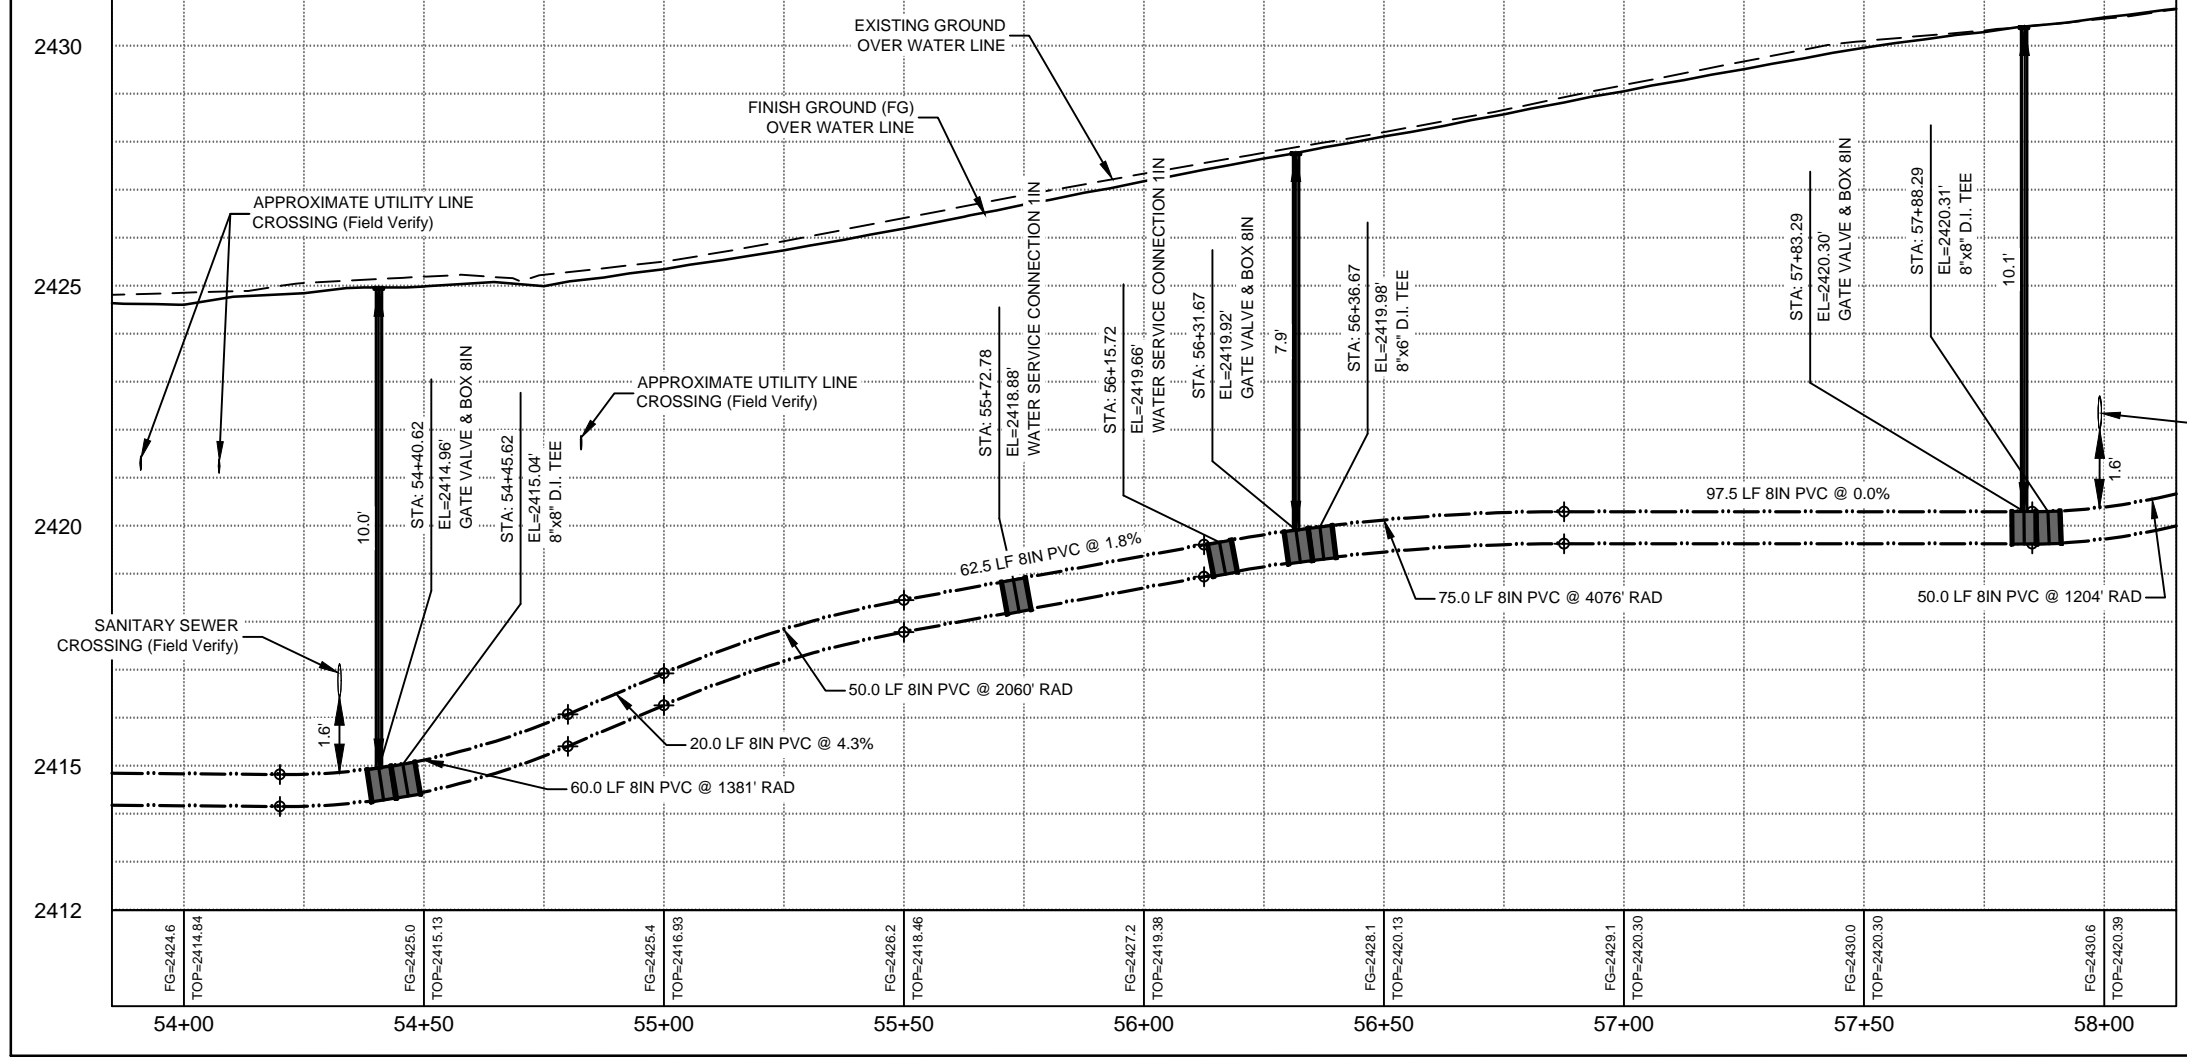 2430
2425
2420
2415
2412
EXISTING GROUND
OVER WATER LINE
FINISH GROUND (FG)
OVER WATER LINE
APPROXIMATE UTILITY LINE
CROSSING (Field Verify)
APPROXIMATE UTILITY LINE
CROSSING (Field Verify)
SANITARY SEWER
CROSSING (Field Verify)
1.6'
10.0'
STA: 54+40.62
EL=2414.96'
GATE VALVE & BOX 8IN
STA: 54+45.62
EL=2415.04'
8"x8" D.I. TEE
STA: 55+72.78
EL=2418.88'
WATER SERVICE CONNECTION 1IN
STA: 56+15.72
EL=2419.66'
WATER SERVICE CONNECTION 1IN
STA: 56+31.67
EL=2419.92'
GATE VALVE & BOX 8IN
7.9'
STA: 56+36.67
EL=2419.98'
8"x6" D.I. TEE
STA: 57+83.29
EL=2420.30'
GATE VALVE & BOX 8IN
STA: 57+88.29
EL=2420.31'
8"x8" D.I. TEE
10.1'
1.6'
60.0 LF 8IN PVC @ 1381' RAD
20.0 LF 8IN PVC @ 4.3%
50.0 LF 8IN PVC @ 2060' RAD
62.5 LF 8IN PVC @ 1.8%
75.0 LF 8IN PVC @ 4076' RAD
97.5 LF 8IN PVC @ 0.0%
50.0 LF 8IN PVC @ 1204' RAD
FG=2424.6
TOP=2414.84
FG=2425.0
TOP=2415.13
FG=2425.4
TOP=2416.93
FG=2426.2
TOP=2418.46
FG=2427.2
TOP=2419.38
FG=2428.1
TOP=2420.13
FG=2429.1
TOP=2420.30
FG=2430.0
TOP=2420.30
FG=2430.6
TOP=2420.39
54+00
54+50
55+00
55+50
56+00
56+50
57+00
57+50
58+00